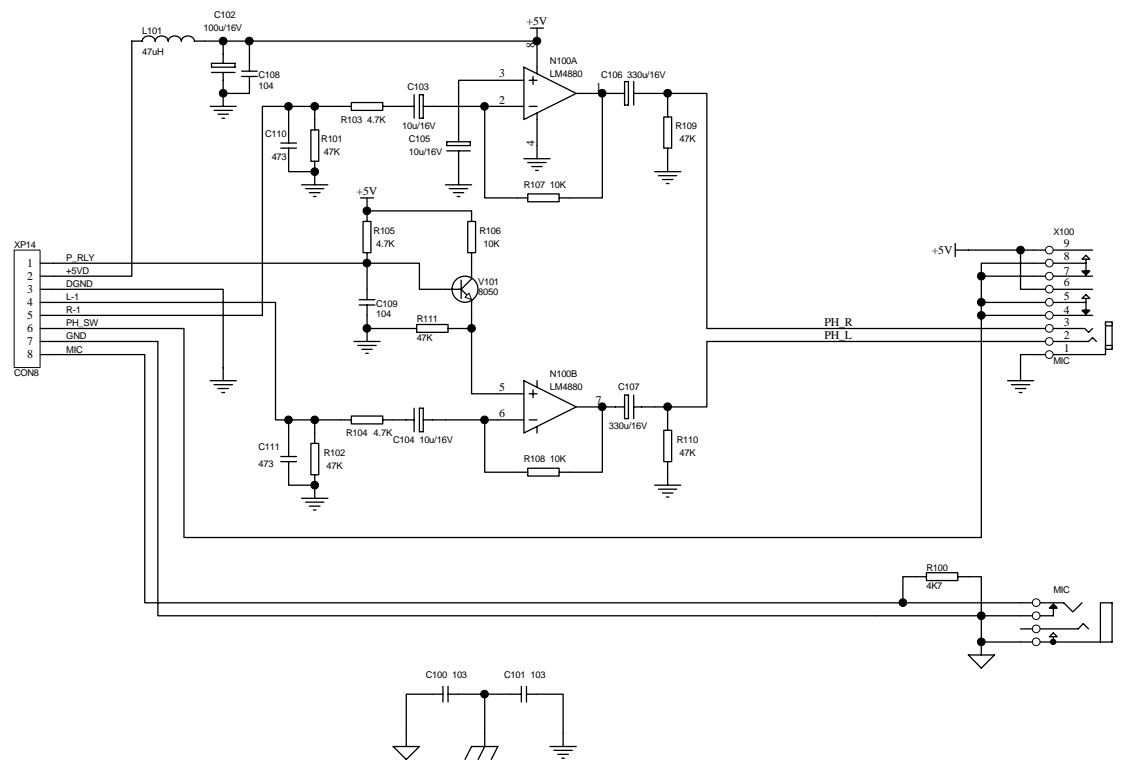 C102
100u/16V
L101
47uH
C108
104
+5V
8
N100A
LM4880
3
2
1
4
C106 330u/16V
C103
10u/16V
R103 4.7K
C105
10u/16V
C110
473
R101
47K
R109
47K
R107 10K
+5V
R105
4.7K
R106
10K
V101
8050
C109
104
R111
47K
XP14
1 P_RLY
2 +5VD
3 DGND
4 L-1
5 R-1
6 PH_SW
7 GND
8 MIC
CON8
N100B
LM4880
5
6
7
C107
330u/16V
R104 4.7K
C104 10u/16V
C111
473
R102
47K
R108 10K
R110
47K
PH_R
PH_L
X100
+5V
9
8
7
6
5
4
3
2
1
MIC
R100
4K7
MIC
C100 103
C101 103